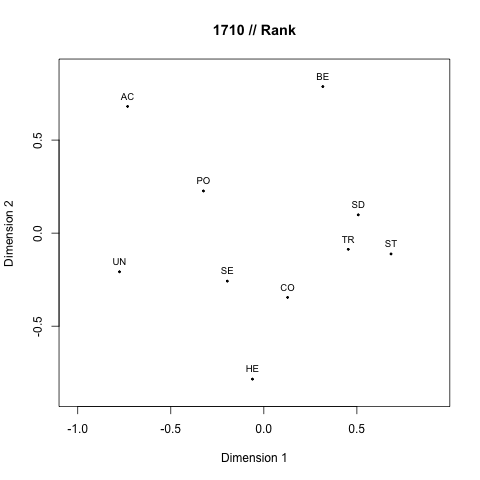 1710 // Rank
BE
AC
PO
SD
TR
ST
UN
SE
CO
HE
Dimension 2
0.5
0.0
-0.5
-1.0
-0.5
0.0
0.5
Dimension 1